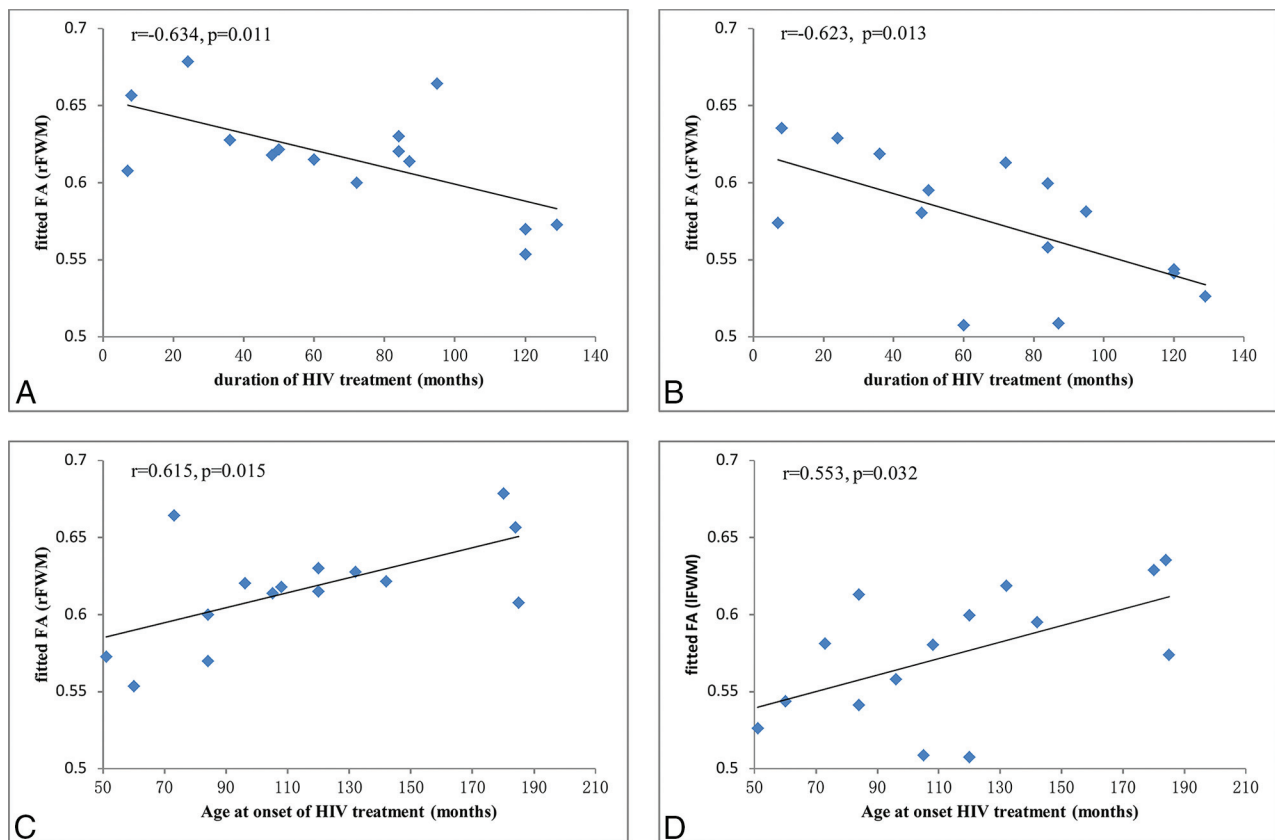 r=-0.634, p=0.011
0.7
0.65
0.6
0.55
0.5
fitted FA (rFWM)
0 20 40 60 80 100 120 140
duration of HIV treatment (months)
A
r=-0.623, p=0.013
0.7
0.65
0.6
0.55
0.5
fitted FA (rFWM)
0 20 40 60 80 100 120 140
duration of HIV treatment (months)
B
r=0.615, p=0.015
0.7
0.65
0.6
0.55
0.5
fitted FA (rFWM)
50 70 90 110 130 150 170 190 210
Age at onset of HIV treatment (months)
C
r=0.553, p=0.032
0.7
0.65
0.6
0.55
0.5
fitted FA (lFWM)
50 70 90 110 130 150 170 190 210
Age at onset HIV treatment (months)
D